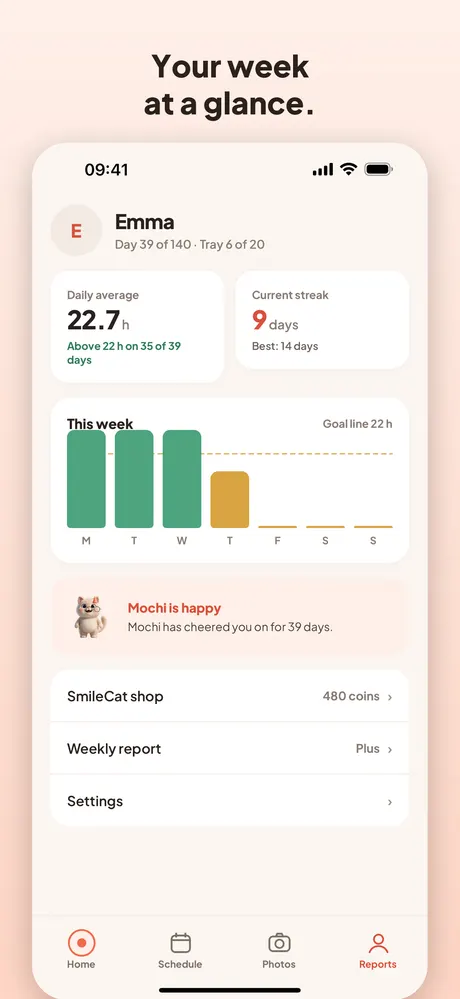 Your week
at a glance.
09:41
E
Emma
Day 39 of 140 · Tray 6 of 20
Daily average
22.7 h
Above 22 h on 35 of 39
days
Current streak
9 days
Best: 14 days
This week
Goal line 22 h
M T W T F S S
Mochi is happy
Mochi has cheered you on for 39 days.
SmileCat shop
480 coins ›
Weekly report
Plus ›
Settings
›
Home
Schedule
Photos
Reports